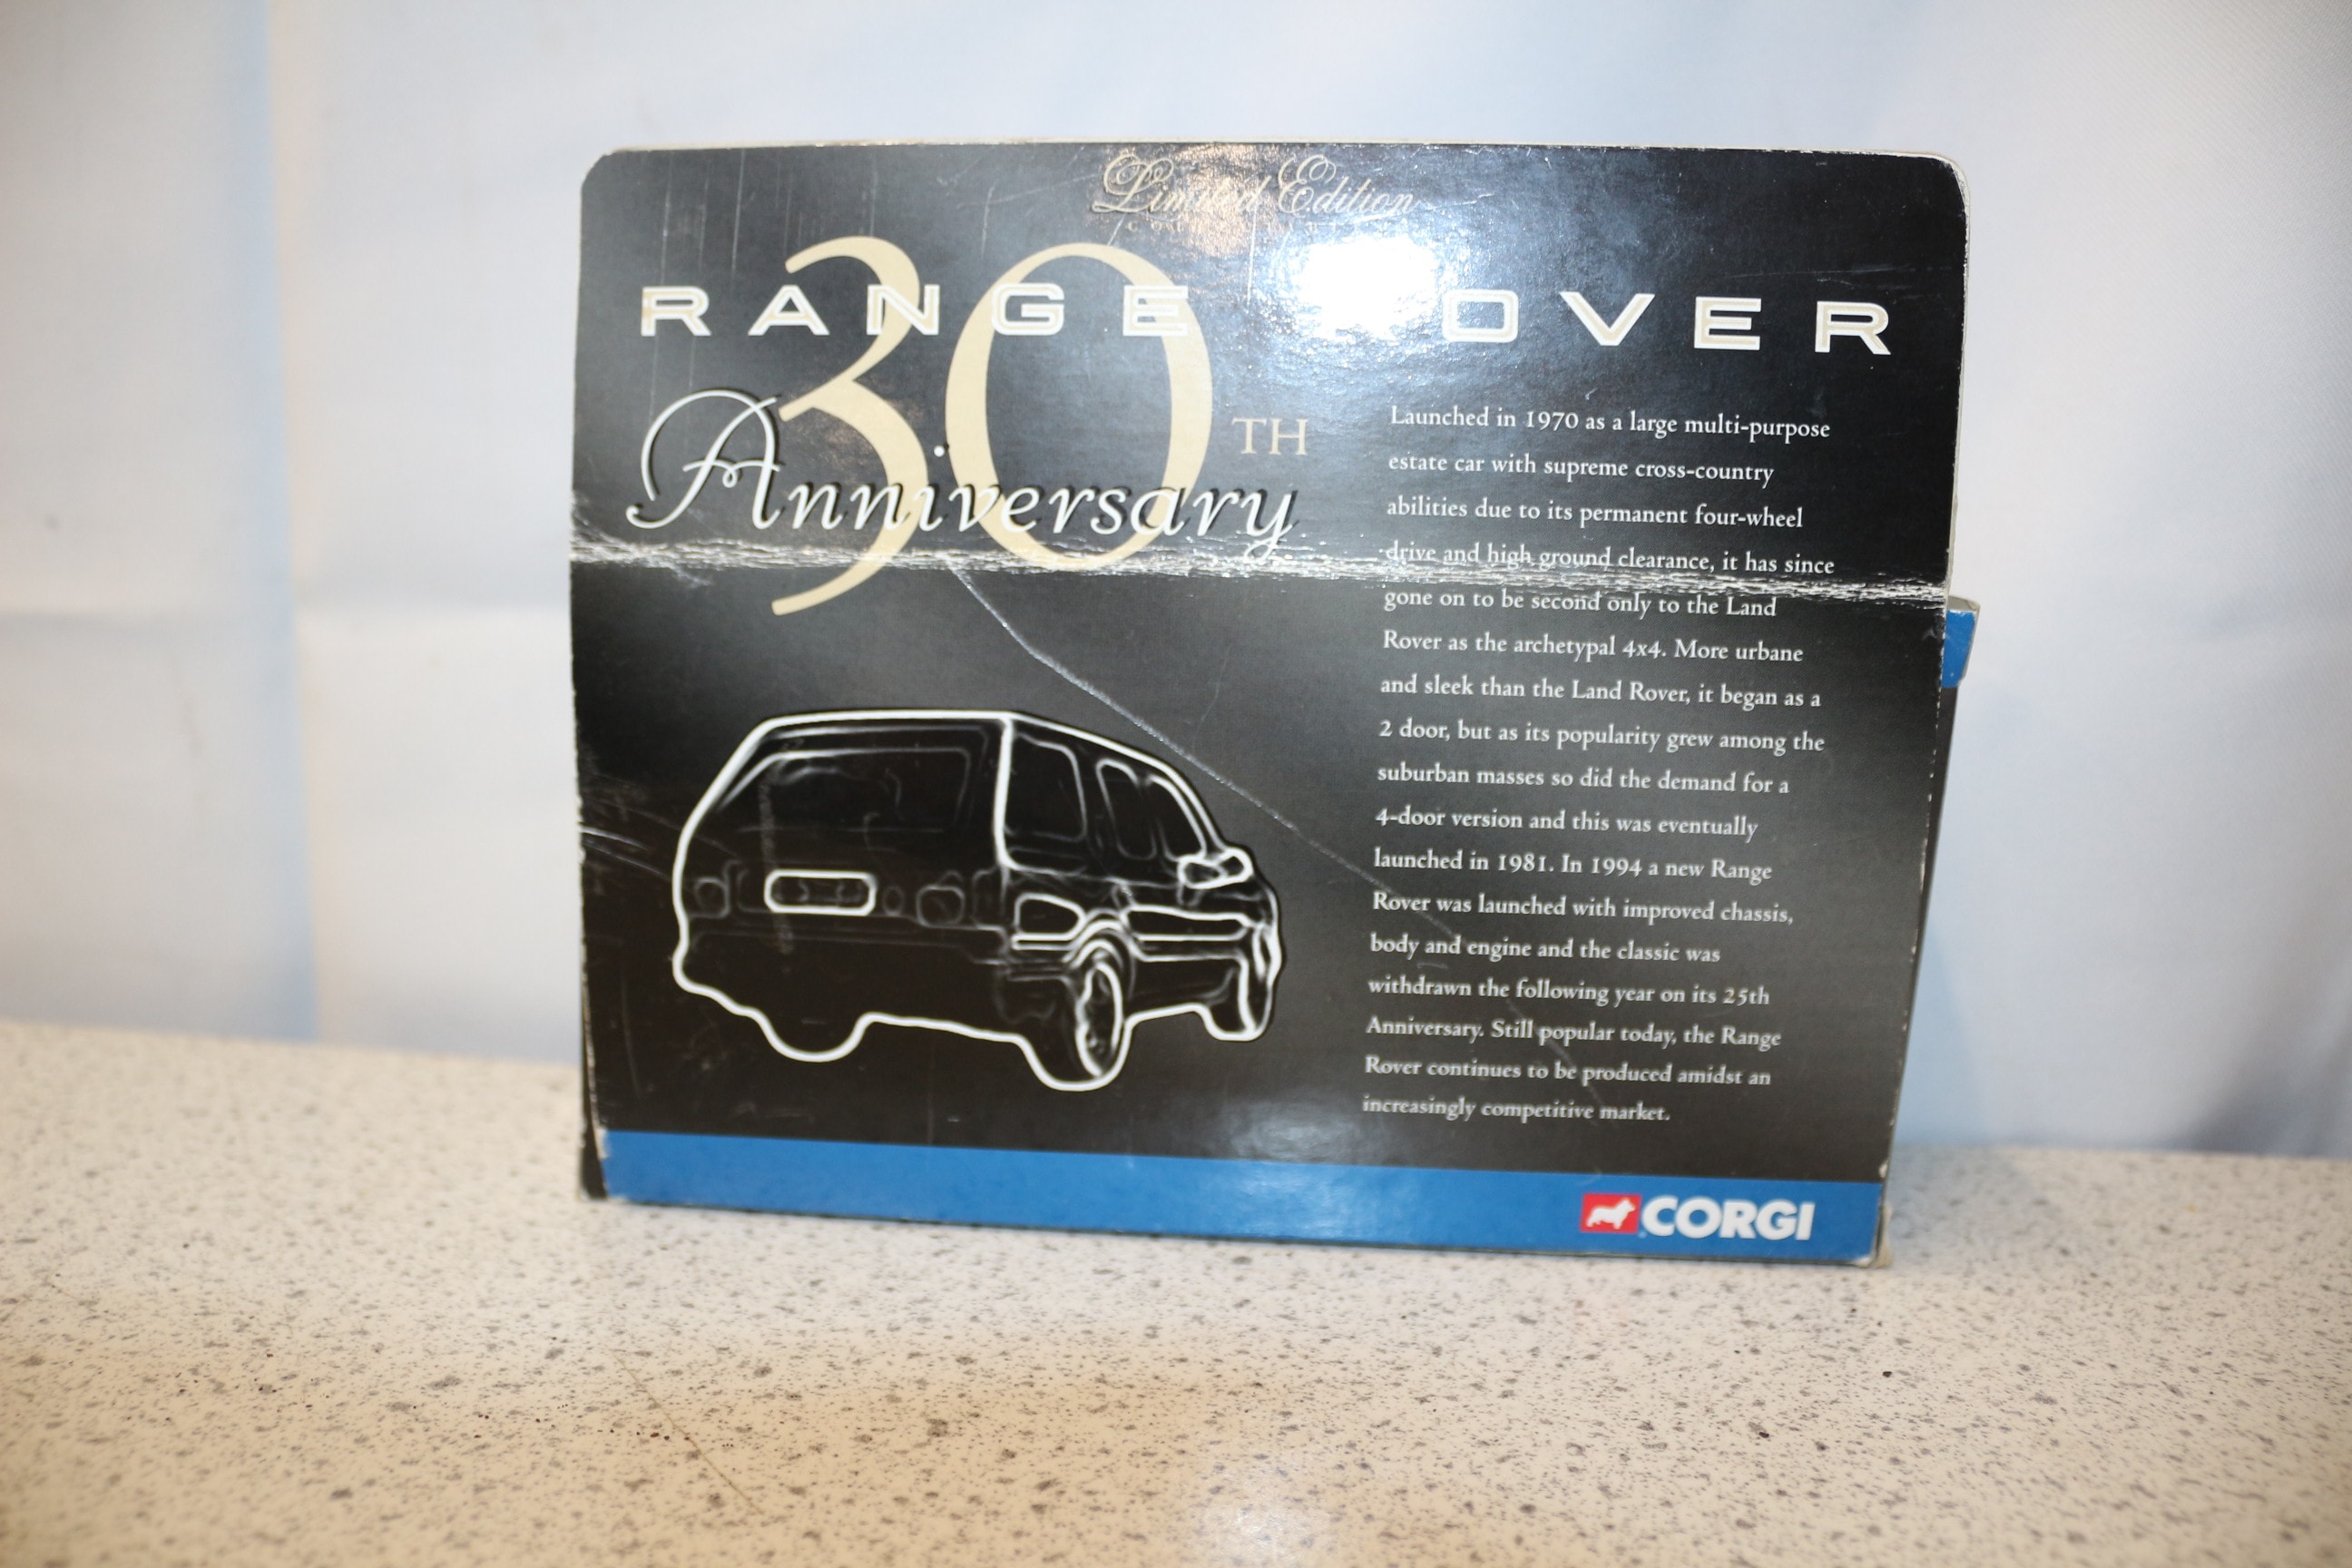 Limited Edition
RANGE OVER
30TH
Anniversary
Launched in 1970 as a large multi-purpose
estate car with supreme cross-country
abilities due to its permanent four-wheel
drive and high ground clearance, it has since
gone on to be second only to the Land
Rover as the archetypal 4x4. More urbane
and sleek than the Land Rover, it began as a
2 door, but as its popularity grew among the
suburban masses so did the demand for a
4-door version and this was eventually
launched in 1981. In 1994 a new Range
Rover was launched with improved chassis,
body and engine and the classic was
withdrawn the following year on its 25th
Anniversary. Still popular today, the Range
Rover continues to be produced amidst an
increasingly competitive market.
CORGI